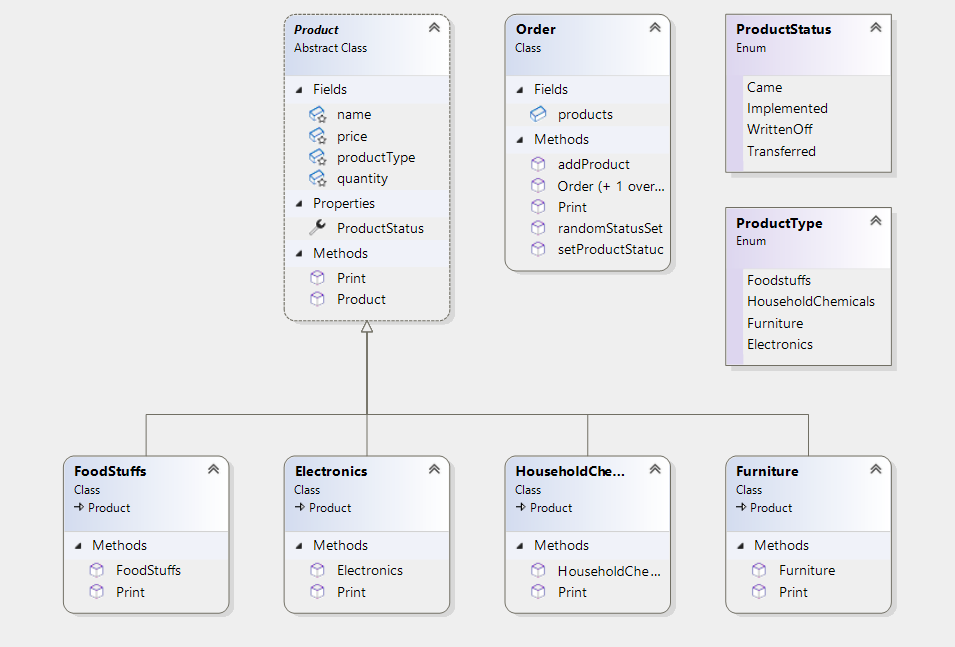 Product
Abstract Class
Fields
name
price
productType
quantity
Properties
ProductStatus
Methods
Print
Product
Order
Class
Fields
products
Methods
addProduct
Order (+ 1 over...
Print
randomStatusSet
setProductStatuc
ProductStatus
Enum
Came
Implemented
WrittenOff
Transferred
ProductType
Enum
Foodstuffs
HouseholdChemicals
Furniture
Electronics
FoodStuffs
Class
Product
Methods
FoodStuffs
Print
Electronics
Class
Product
Methods
Electronics
Print
HouseholdChe...
Class
Product
Methods
HouseholdChe...
Print
Furniture
Class
Product
Methods
Furniture
Print